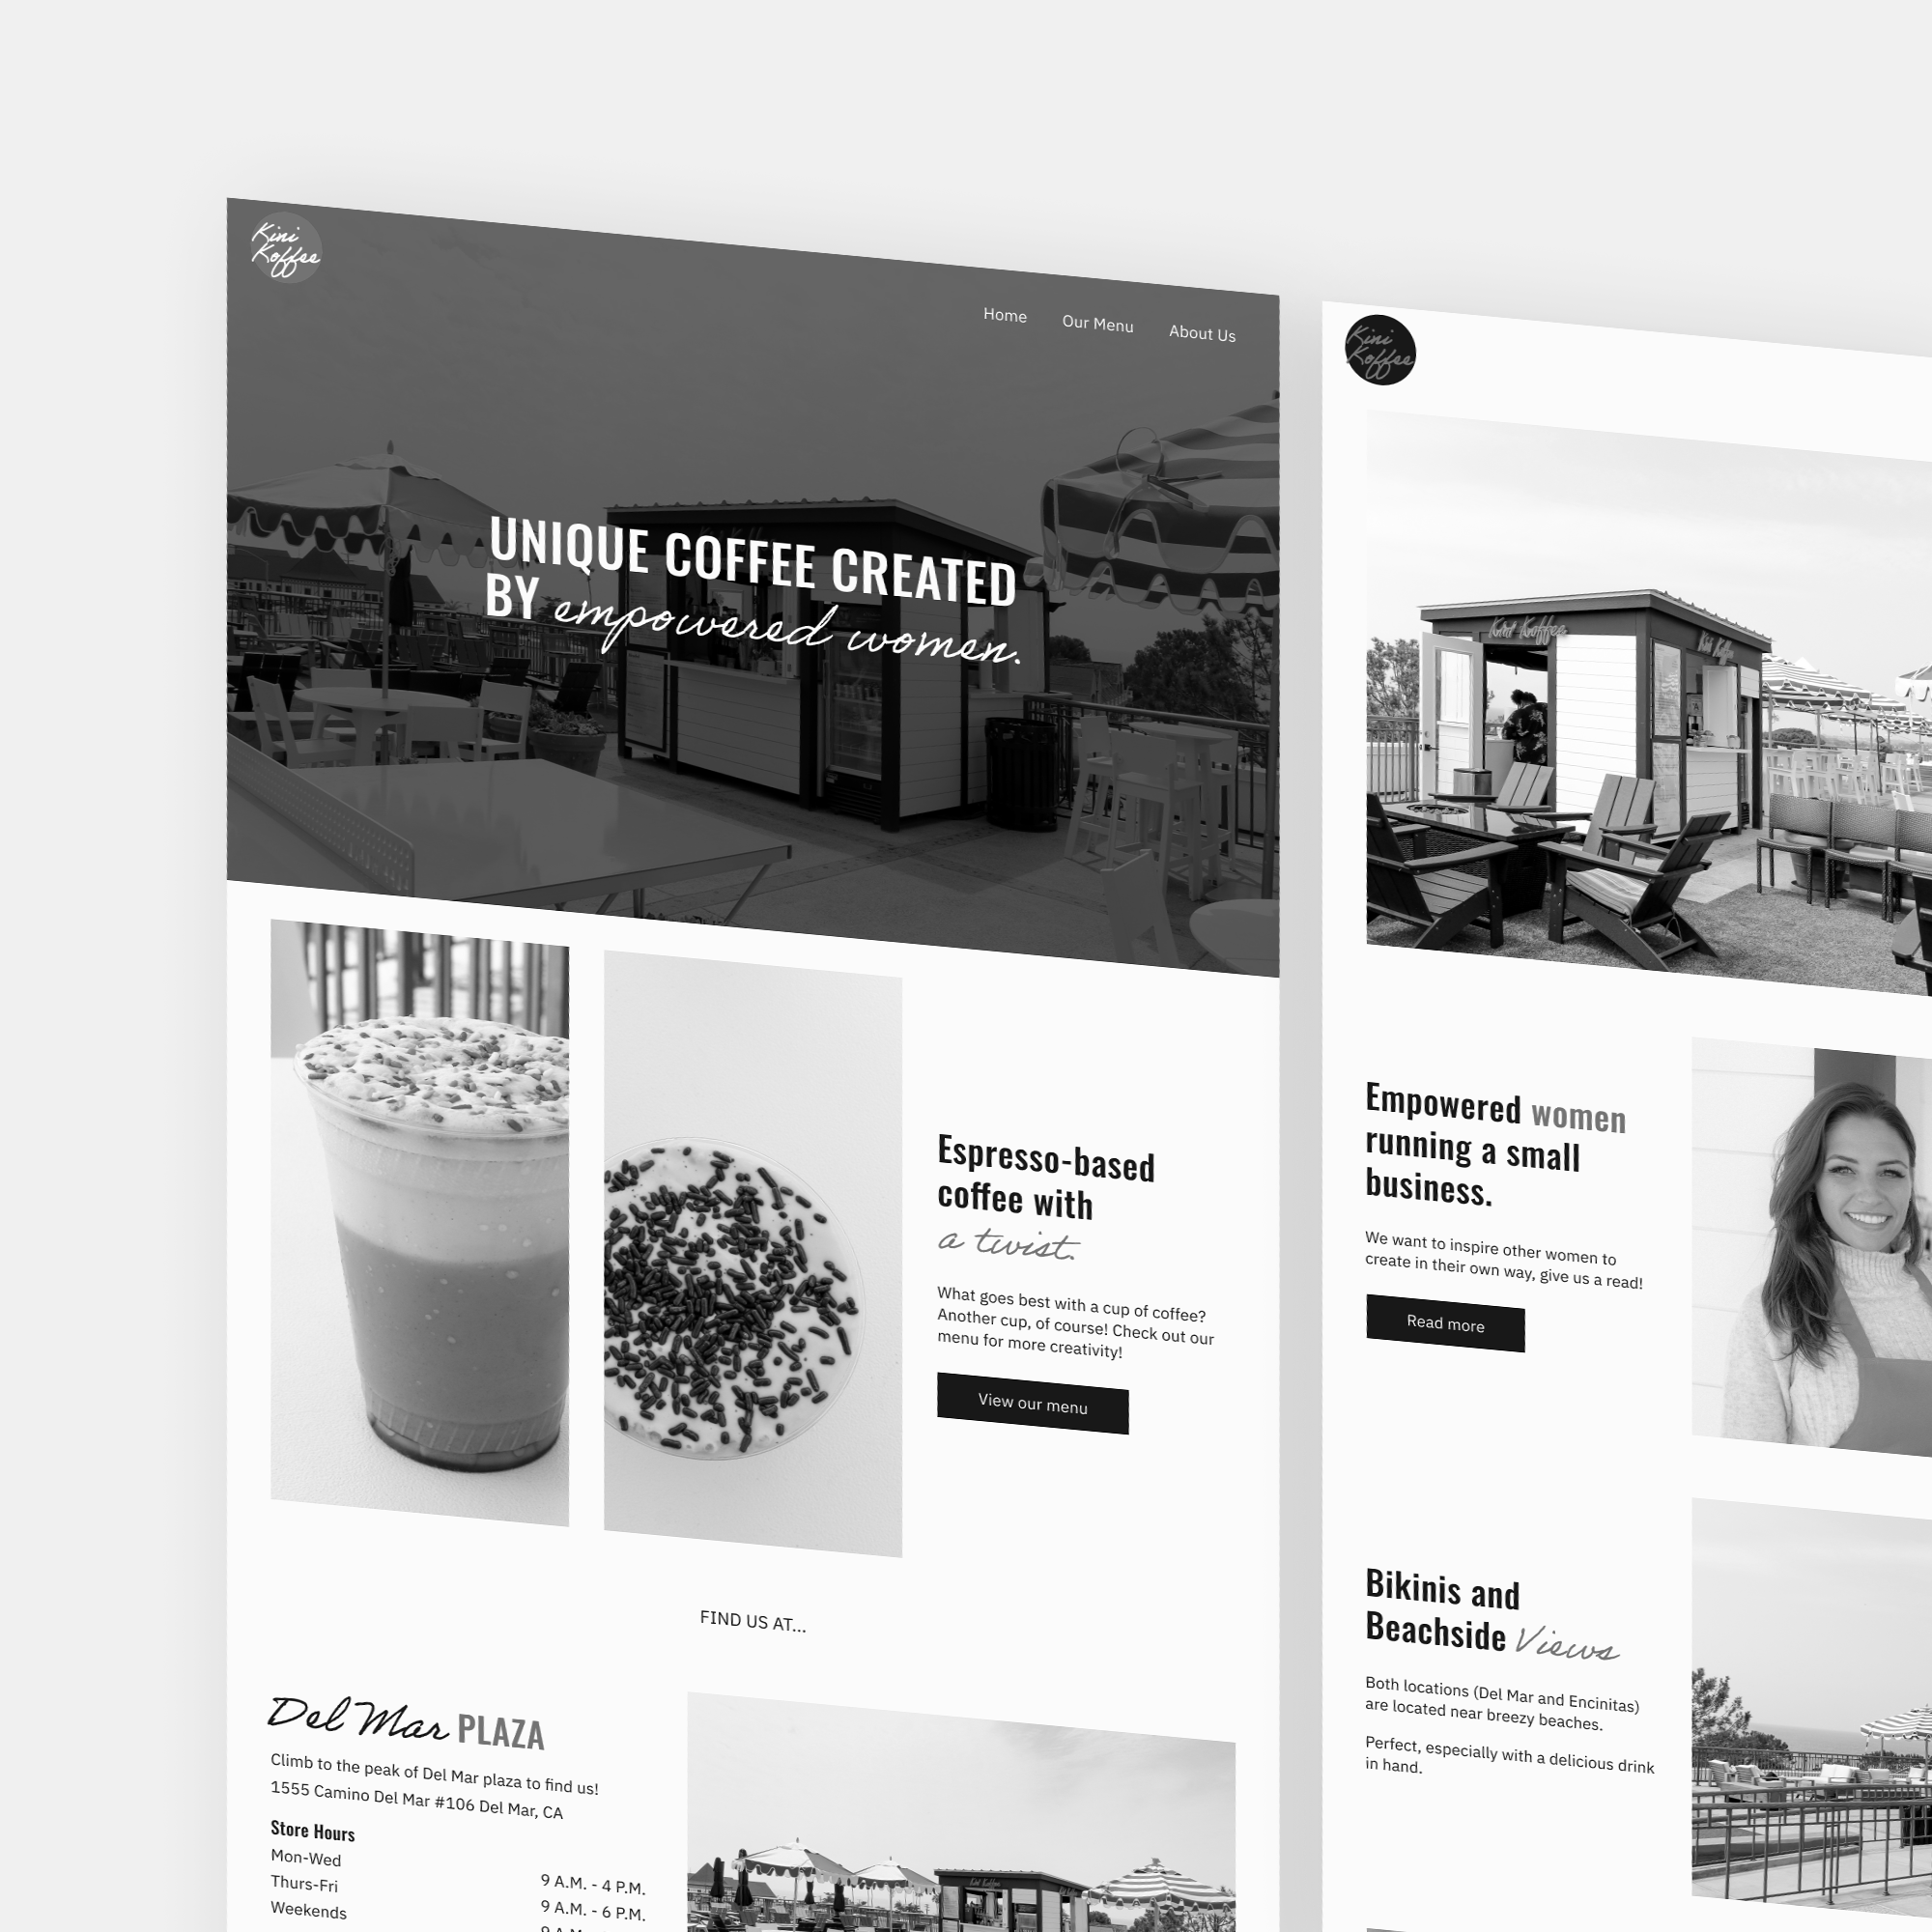 Kini
Koffee
Home Our Menu About Us
UNIQUE COFFEE CREATED
BY empowered women.
Espresso-based
coffee with
a twist.
What goes best with a cup of coffee?
Another cup, of course! Check out our
menu for more creativity!
View our menu
FIND US AT...
Del Mar PLAZA
Climb to the peak of Del Mar plaza to find us!
1555 Camino Del Mar #106 Del Mar, CA
Store Hours
Mon-Wed 9 A.M. - 4 P.M.
Thurs-Fri 9 A.M. - 6 P.M.
Weekends
Kini Koffee
Kini
Koffee
Kini Koffee
Kini Koffee
Empowered women
running a small
business.
We want to inspire other women to
create in their own way, give us a read!
Read more
Bikinis and
Beachside Views
Both locations (Del Mar and Encinitas)
are located near breezy beaches.
Perfect, especially with a delicious drink
in hand.